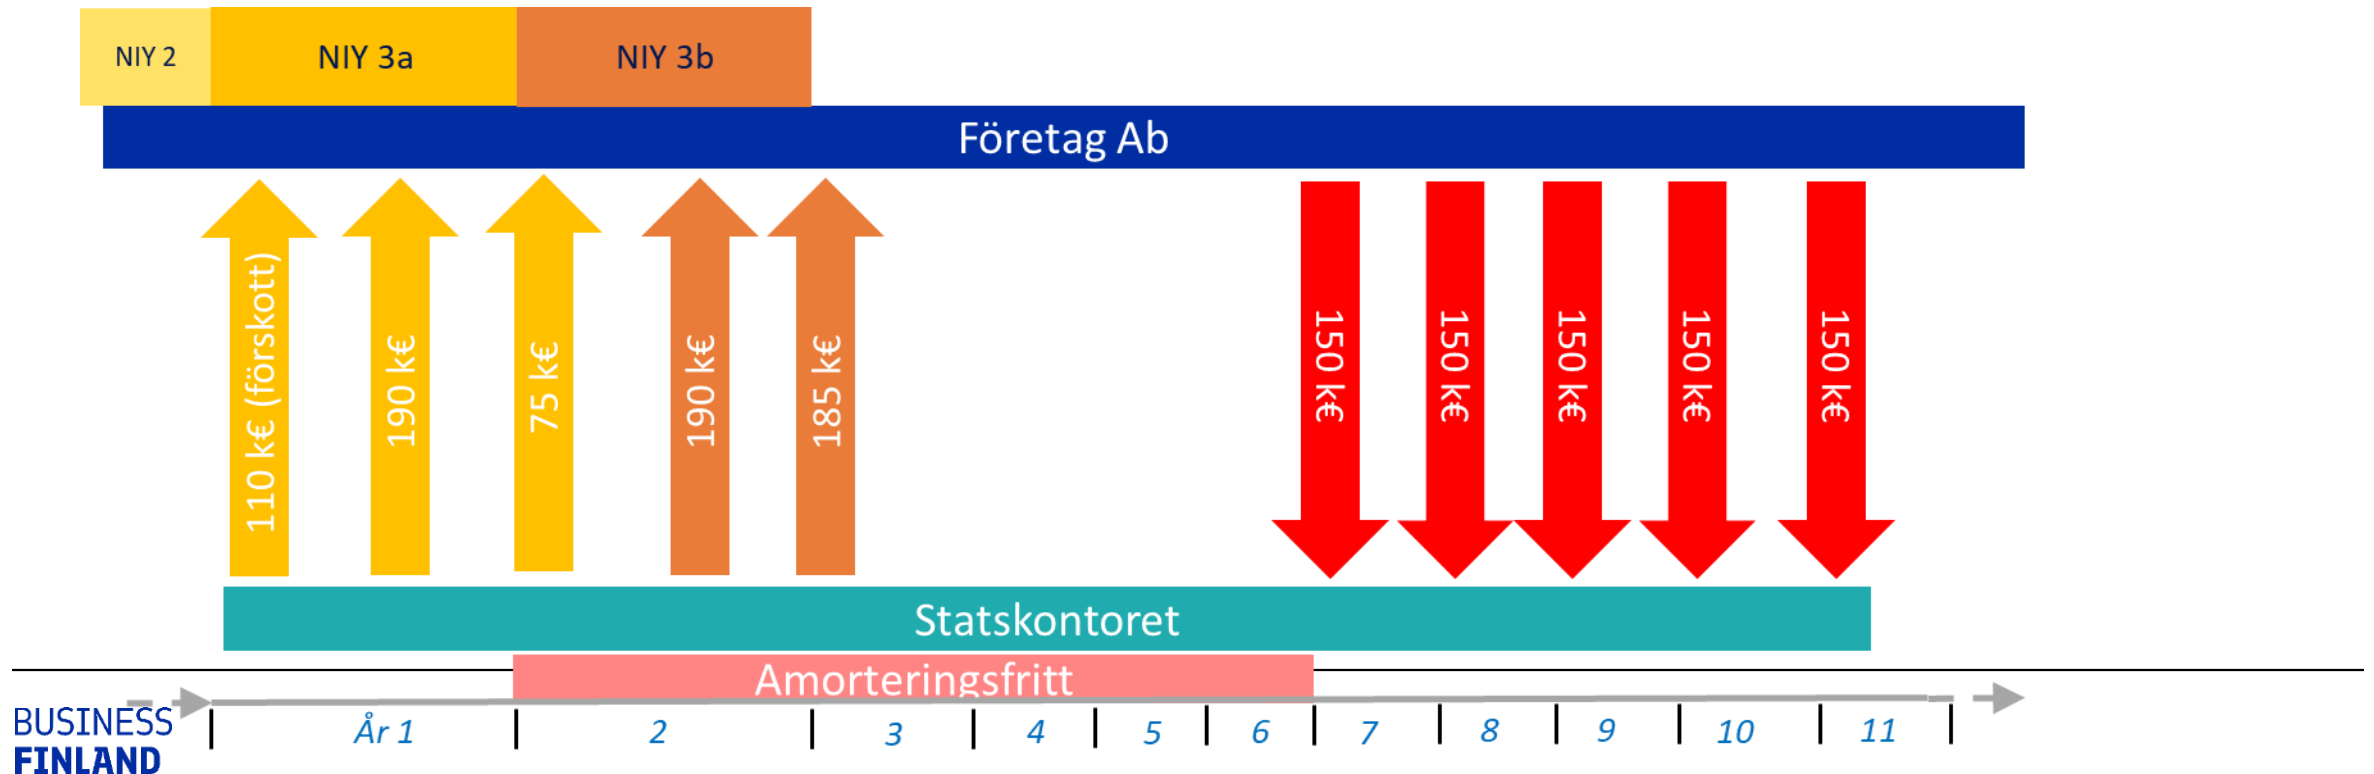 NIY 2
NIY 3a
NIY 3b
Företag Ab
110 k€ (förskott)
190 k€
75 k€
190 k€
185 k€
150 k€
150 k€
150 k€
150 k€
150 k€
Statskontoret
Amorteringsfritt
År 1
2
3
4
5
6
7
8
9
10
11
BUSINESS
FINLAND